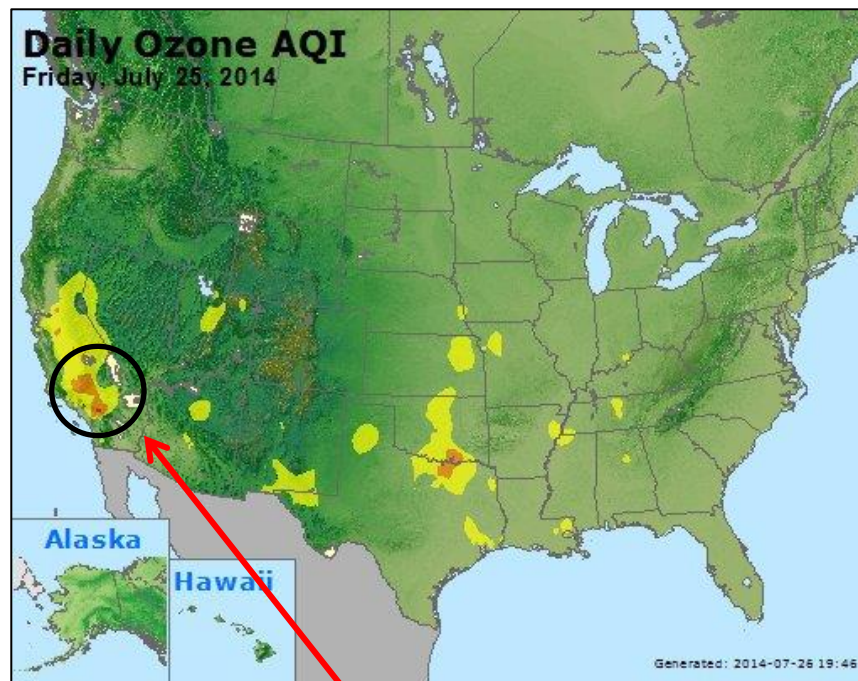 Daily Ozone AQI
Friday, July 25, 2014
Alaska
Hawaii
Generated: 2014-07-26 19:46